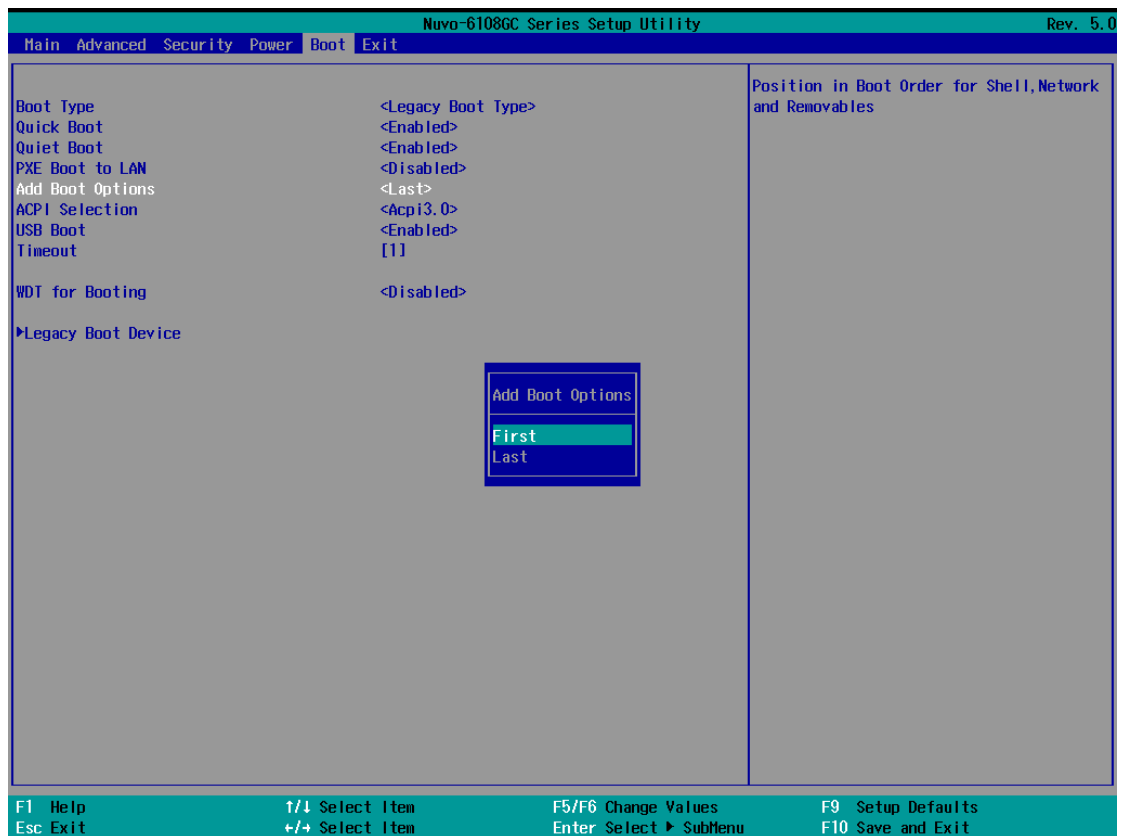 Nuvo-6108GC Series Setup Utility Rev. 5.0
Main Advanced Security Power Boot Exit
Position in Boot Order for Shell,Network
and Removables
Boot Type <Legacy Boot Type>
Quick Boot <Enabled>
Quiet Boot <Enabled>
PXE Boot to LAN <Disabled>
Add Boot Options <Last>
ACPI Selection <Acpi3.0>
USB Boot <Enabled>
Timeout [1]
WDT for Booting <Disabled>
▶Legacy Boot Device
Add Boot Options
First
Last
F1 Help ↑/↓ Select Item F5/F6 Change Values F9 Setup Defaults
Esc Exit ←/→ Select Item Enter Select ▶ SubMenu F10 Save and Exit